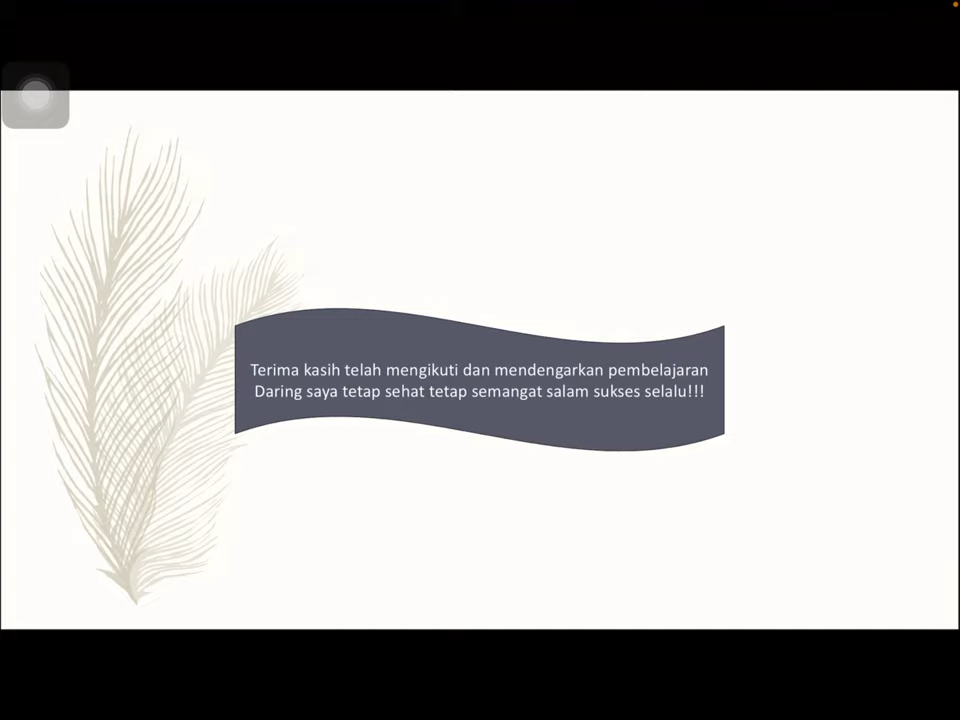 Terima kasih telah mengikuti dan mendengarkan pembelajaran
Daring saya tetap sehat tetap semangat salam sukses selalu!!!